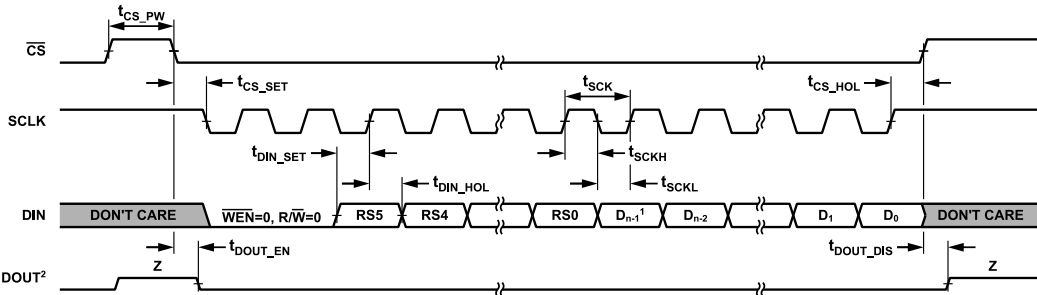 tCS_PW
CS
tCS_SET
tSCK
tCS_HOL
SCLK
tDIN_SET
tSCKH
tDIN_HOL
tSCKL
DIN
DON'T CARE
WEN=0, R/W=0
RS5
RS4
RS0
Dn-1¹
Dn-2
D1
D0
DON'T CARE
tDOUT_EN
tDOUT_DIS
DOUT²
Z
Z